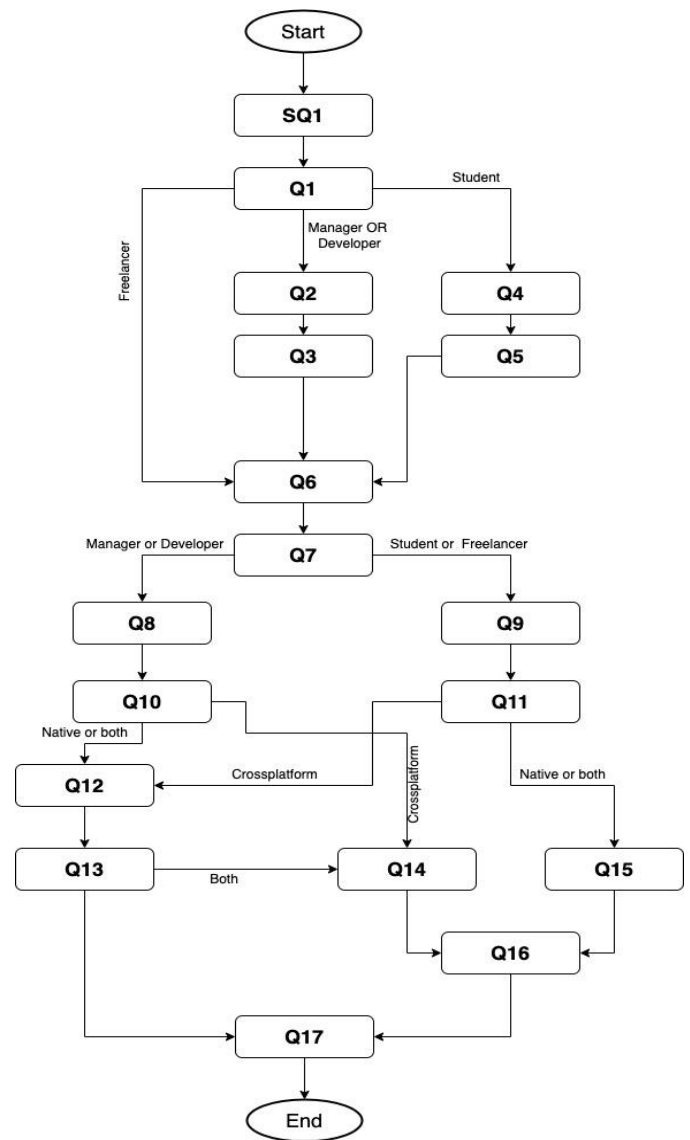 Start
SQ1
Q1
Student
Manager OR
Developer
Freelancer
Q2
Q4
Q3
Q5
Q6
Manager or Developer
Q7
Student or Freelancer
Q8
Q9
Q10
Q11
Native or both
Q12
Crossplatform
Crossplatform
Native or both
Q13
Both
Q14
Q15
Q16
Q17
End